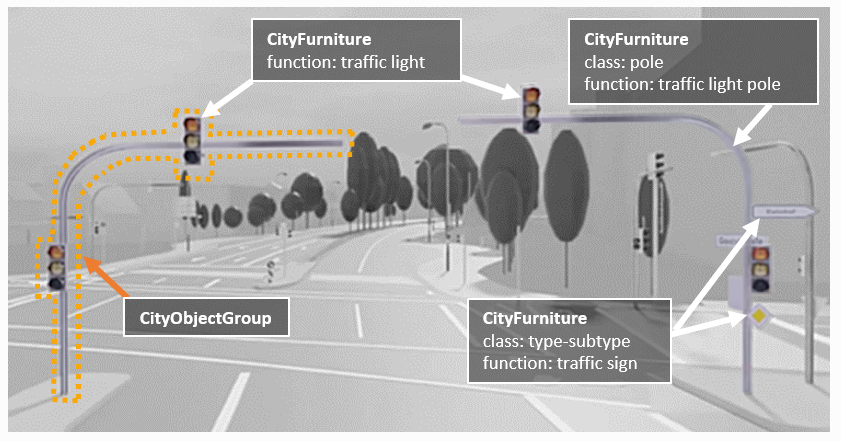 CityFurniture
function: traffic light
CityFurniture
class: pole
function: traffic light pole
CityObjectGroup
CityFurniture
class: type-subtype
function: traffic sign